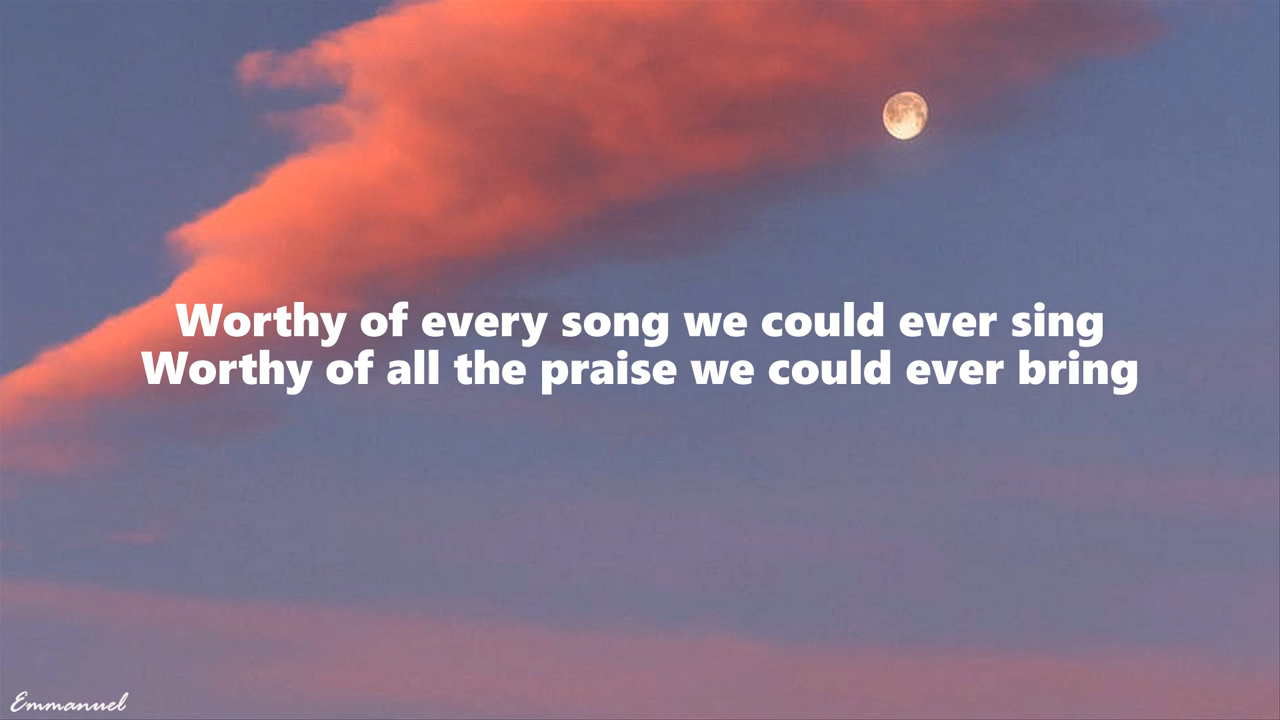 Worthy of every song we could ever sing
Worthy of all the praise we could ever bring
Emmanuel